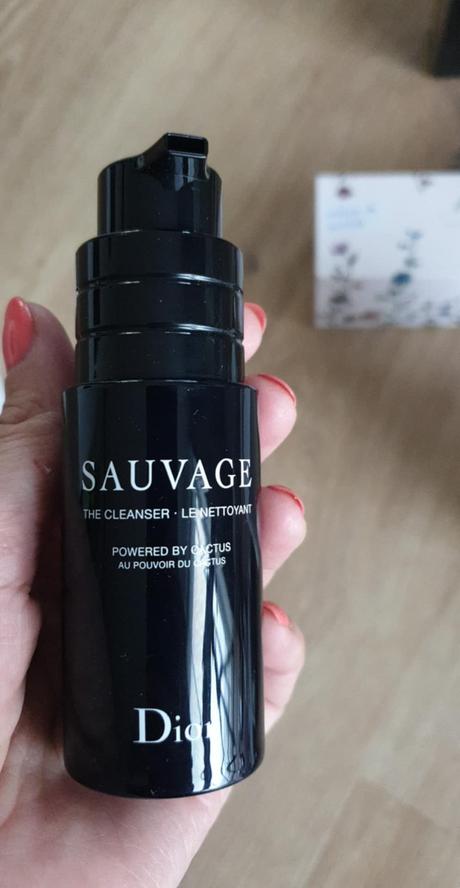 SAUVAGE
THE CLEANSER · LE NETTOYANT
POWERED BY CACTUS
AU POUVOIR DU CACTUS
Dior